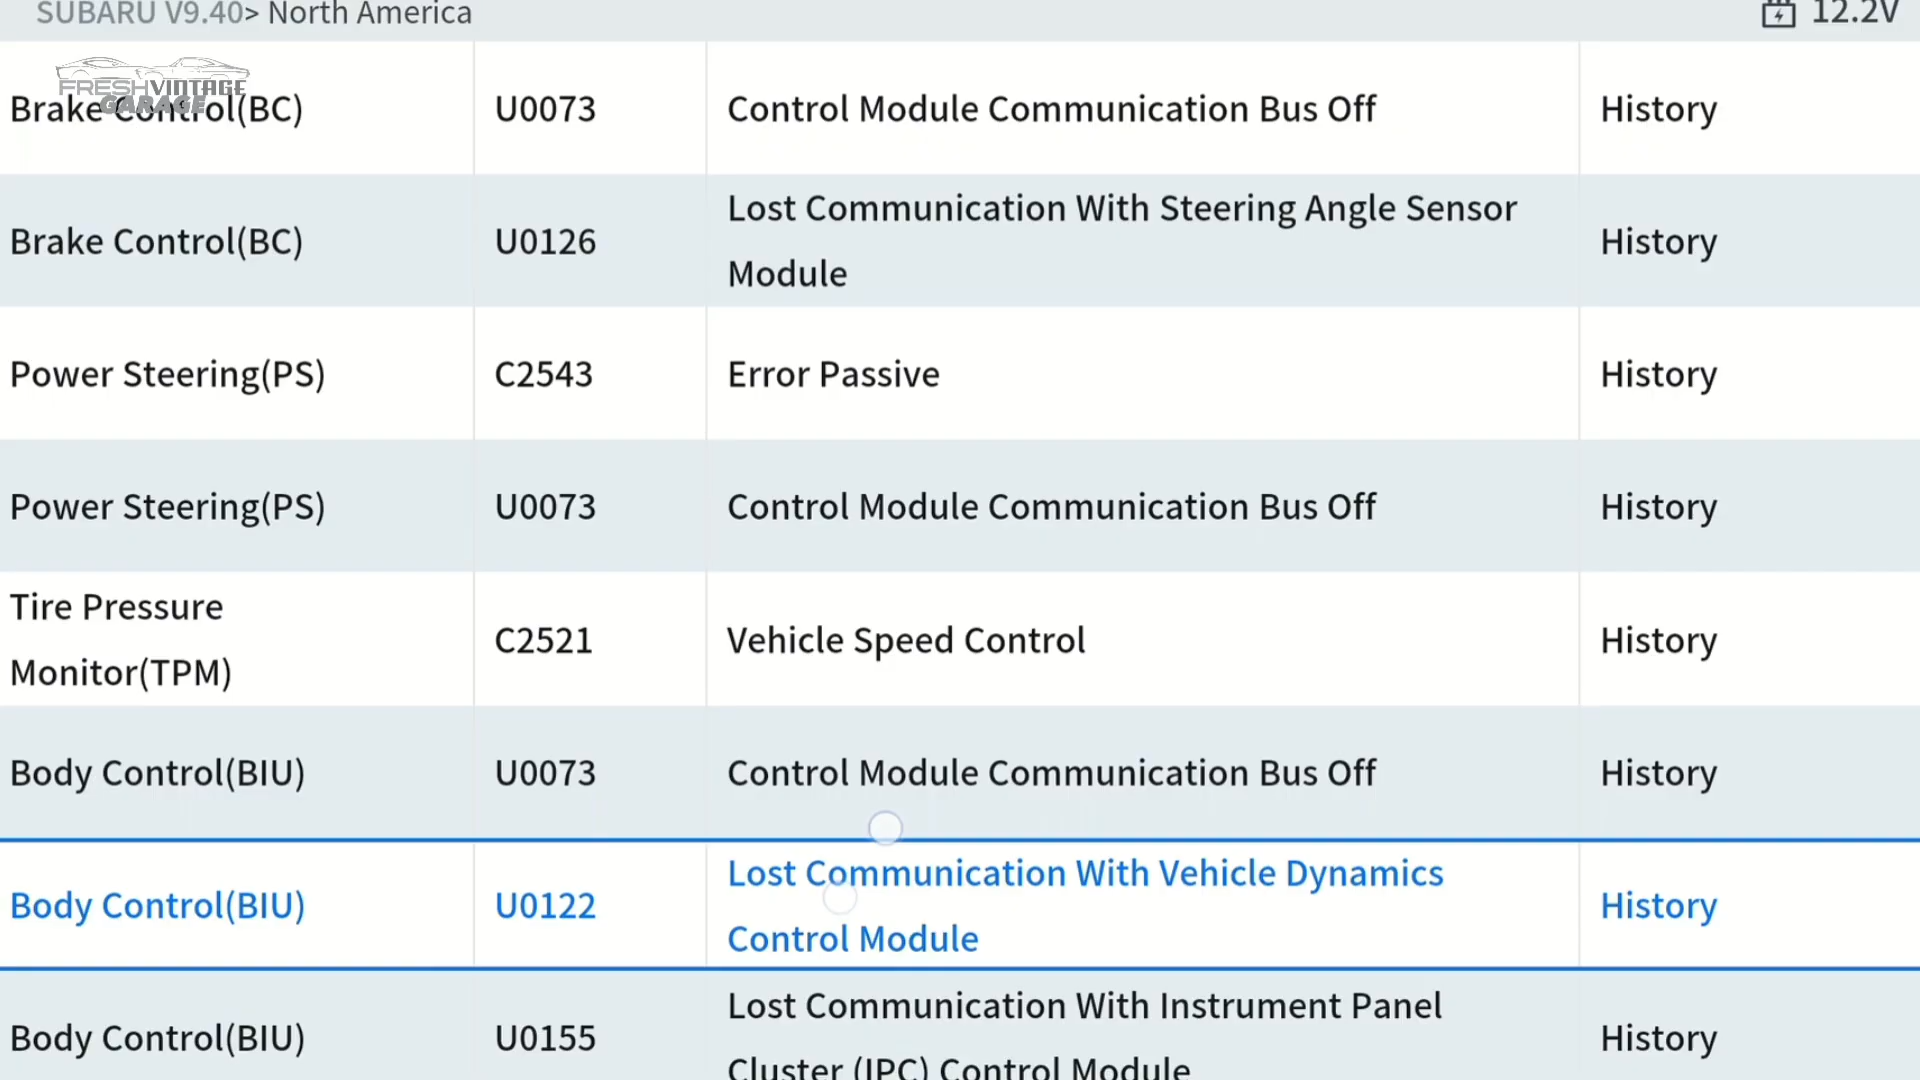 SUBARU V9.40> North America
12.2V
FRESHVINTAGE
GARAGE
Brake Control(BC)
U0073
Control Module Communication Bus Off
History
Brake Control(BC)
U0126
Lost Communication With Steering Angle Sensor
Module
History
Power Steering(PS)
C2543
Error Passive
History
Power Steering(PS)
U0073
Control Module Communication Bus Off
History
Tire Pressure
Monitor(TPM)
C2521
Vehicle Speed Control
History
Body Control(BIU)
U0073
Control Module Communication Bus Off
History
Body Control(BIU)
U0122
Lost Communication With Vehicle Dynamics
Control Module
History
Body Control(BIU)
U0155
Lost Communication With Instrument Panel
Cluster (IPC) Control Module
History